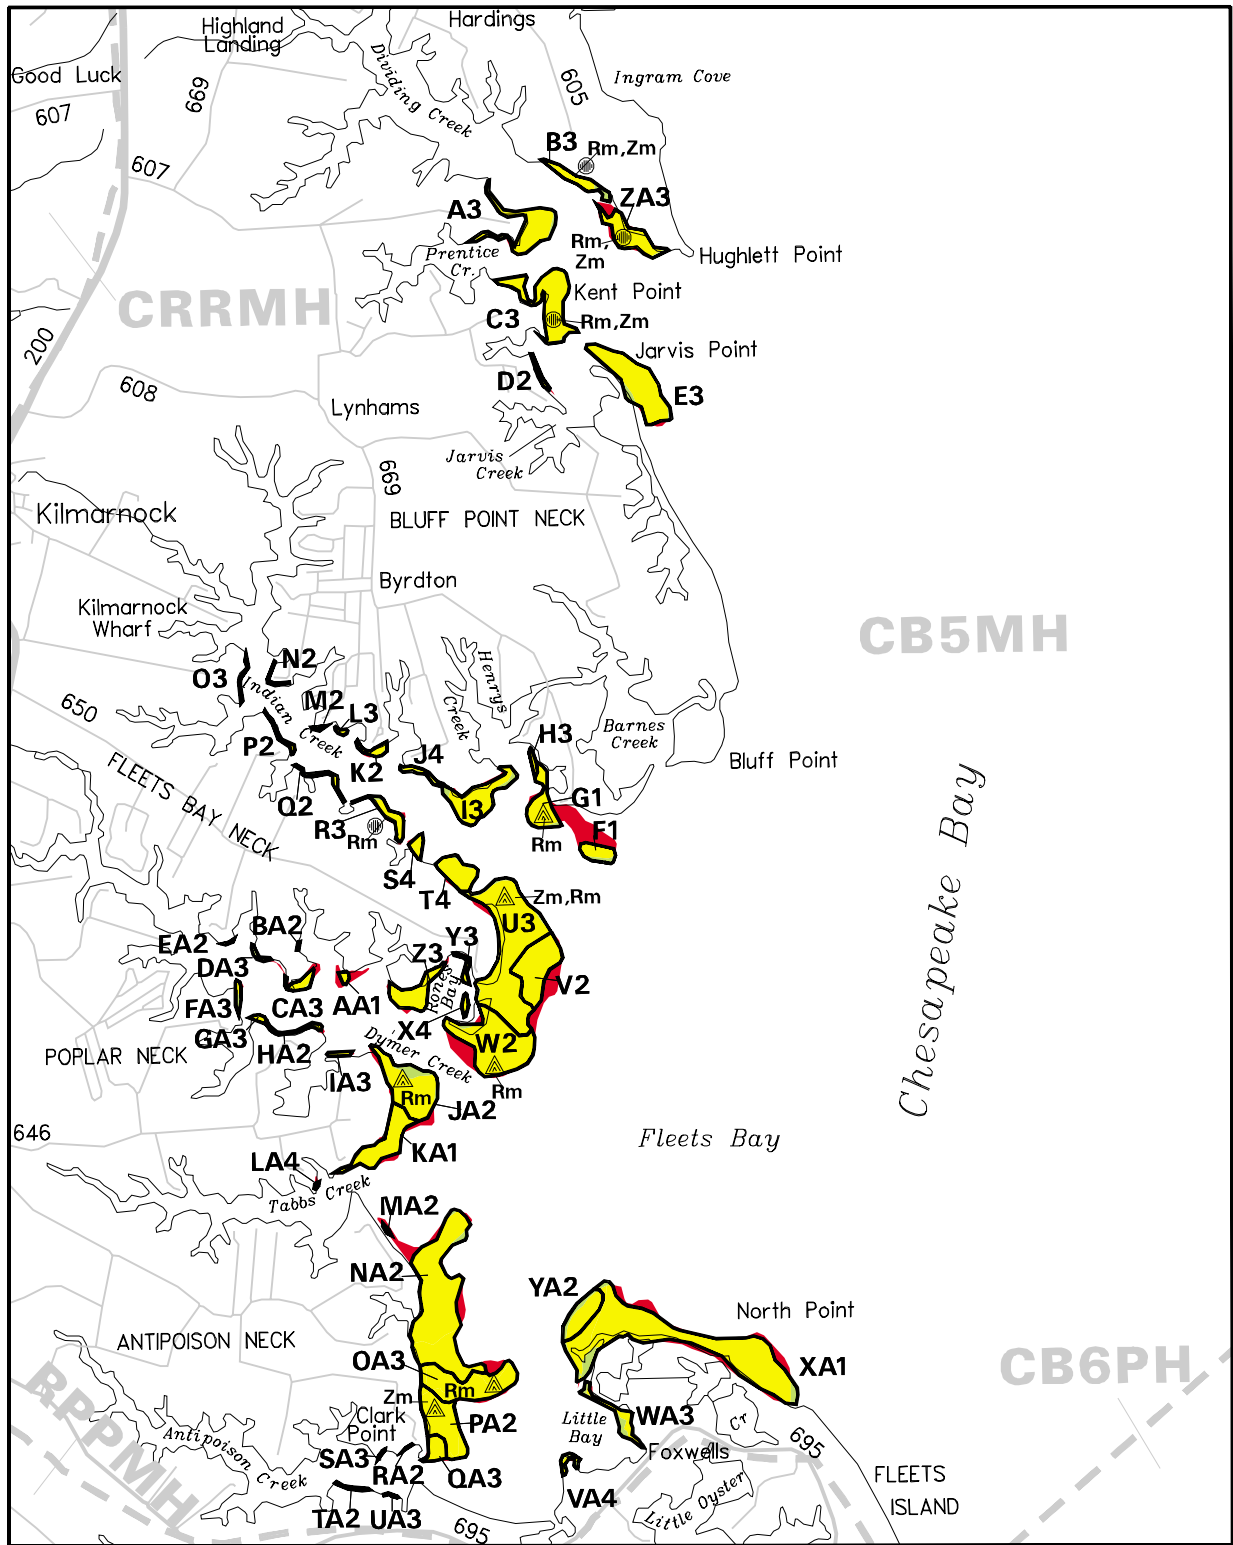 Hardings
Highland
Landing
Good Luck
607
669
Dividing Creek
605
Ingram Cove
607
B3
Rm,Zm
A3
ZA3
Rm,
Zm
Hughlett Point
Prentice
Cr.
Kent Point
CRRMH
C3
Rm,Zm
200
Jarvis Point
608
D2
E3
Lynhams
Jarvis
Creek
669
Kilmarnock
BLUFF POINT NECK
Byrdton
Kilmarnock
Wharf
CB5MH
O3
N2
Indian
Creek
Henrys
Creek
650
M2
L3
H3
Barnes
Creek
P2
J4
Bluff Point
FLEETS BAY NECK
K2
Q2
I3
G1
R3
Rm
Rm
F1
S4
T4
Zm,Rm
U3
EA2
BA2
Y3
DA3
Z3
Rones
Bay
V2
FA3
CA3
AA1
GA3
X4
HA2
Dymer Creek
W2
POPLAR NECK
IA3
Rm
Rm
JA2
Chesapeake Bay
646
Fleets Bay
KA1
LA4
Tabbs Creek
MA2
NA2
YA2
North Point
ANTIPOISON NECK
OA3
XA1
CB6PH
Rm
Zm
RPPMH
Clark
Point
PA2
Little
Bay
WA3
Cr
695
Antipoison Creek
SA3
RA2
QA3
Foxwells
FLEETS
ISLAND
VA4
Little Oyster
TA2
UA3
695